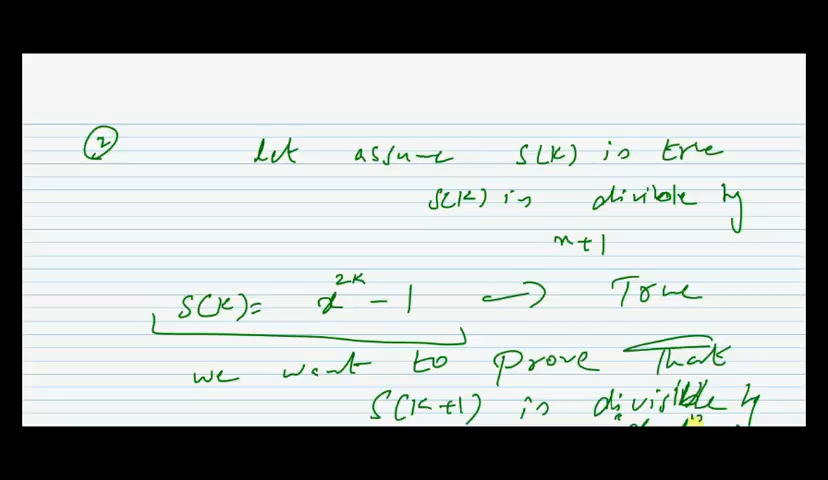 2 let assume S(K) is true
S(K) is divible by
x+1
S(K)= x^2K - 1 ⟶ True
we want to prove that
S(K+1) is divisible by